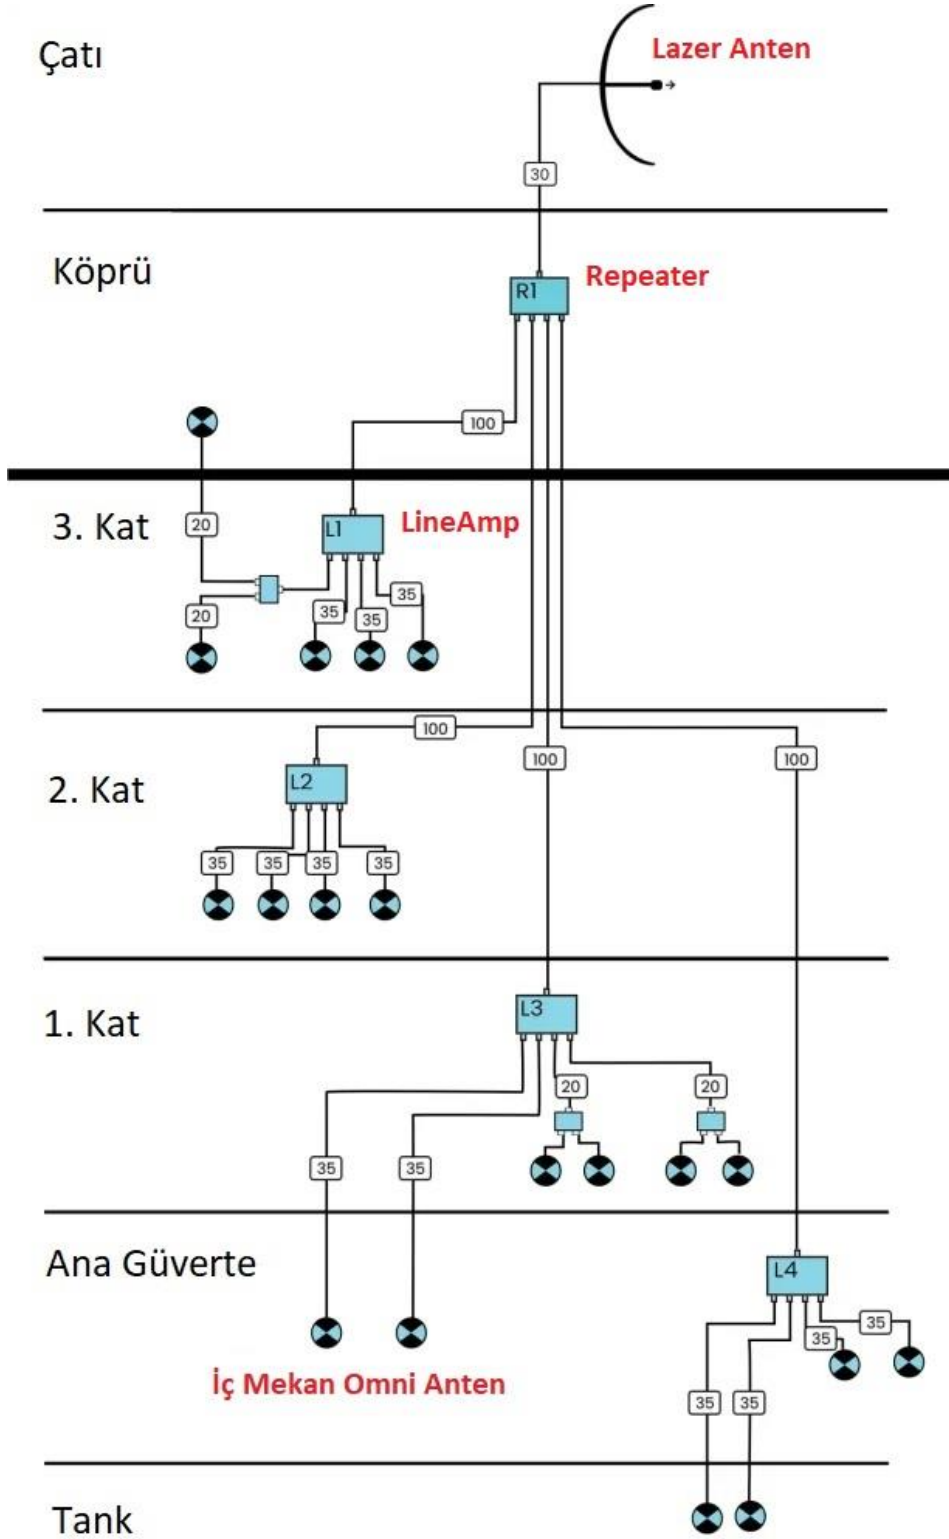 Çatı
Lazer Anten
30
Köprü
R1
Repeater
100
3. Kat
L1
LineAmp
20
20
35
35
35
100
100
100
2. Kat
L2
35
35
35
35
1. Kat
L3
20
20
35
35
Ana Güverte
L4
35
35
İç Mekan Omni Anten
35
35
Tank